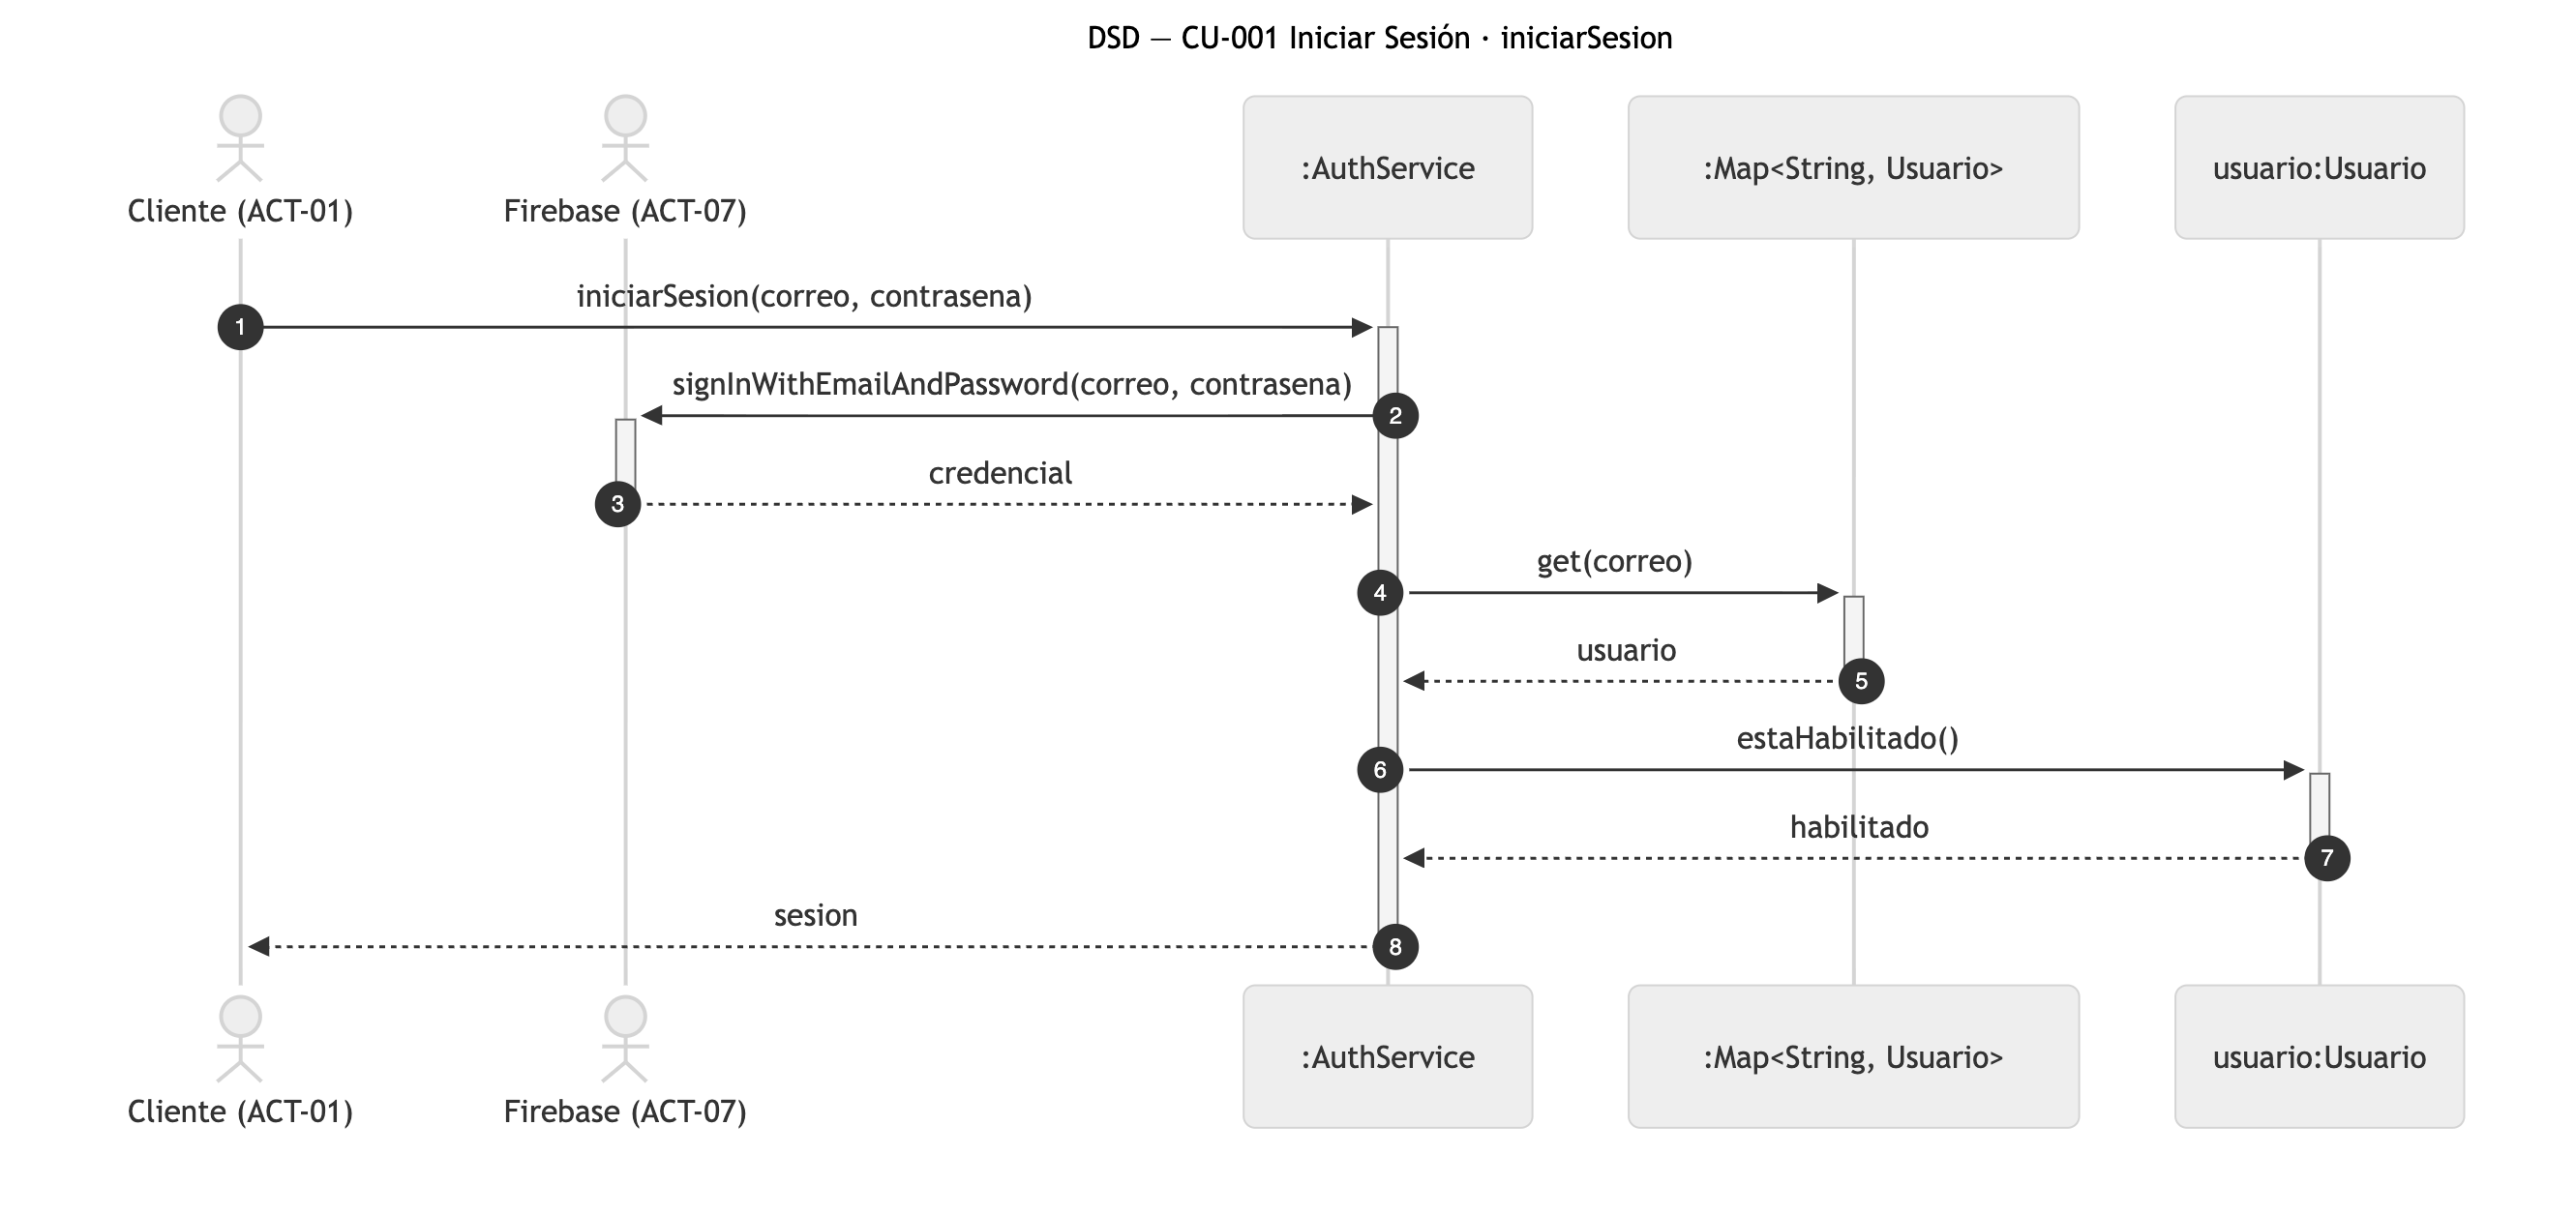 DSD — CU-001 Iniciar Sesión · iniciarSesion
Cliente (ACT-01)
Firebase (ACT-07)
:AuthService
:Map<String, Usuario>
usuario:Usuario
iniciarSesion(correo, contrasena)
1
signInWithEmailAndPassword(correo, contrasena)
2
credencial
3
get(correo)
4
usuario
5
estaHabilitado()
6
habilitado
7
sesion
8
:AuthService
:Map<String, Usuario>
usuario:Usuario
Cliente (ACT-01)
Firebase (ACT-07)